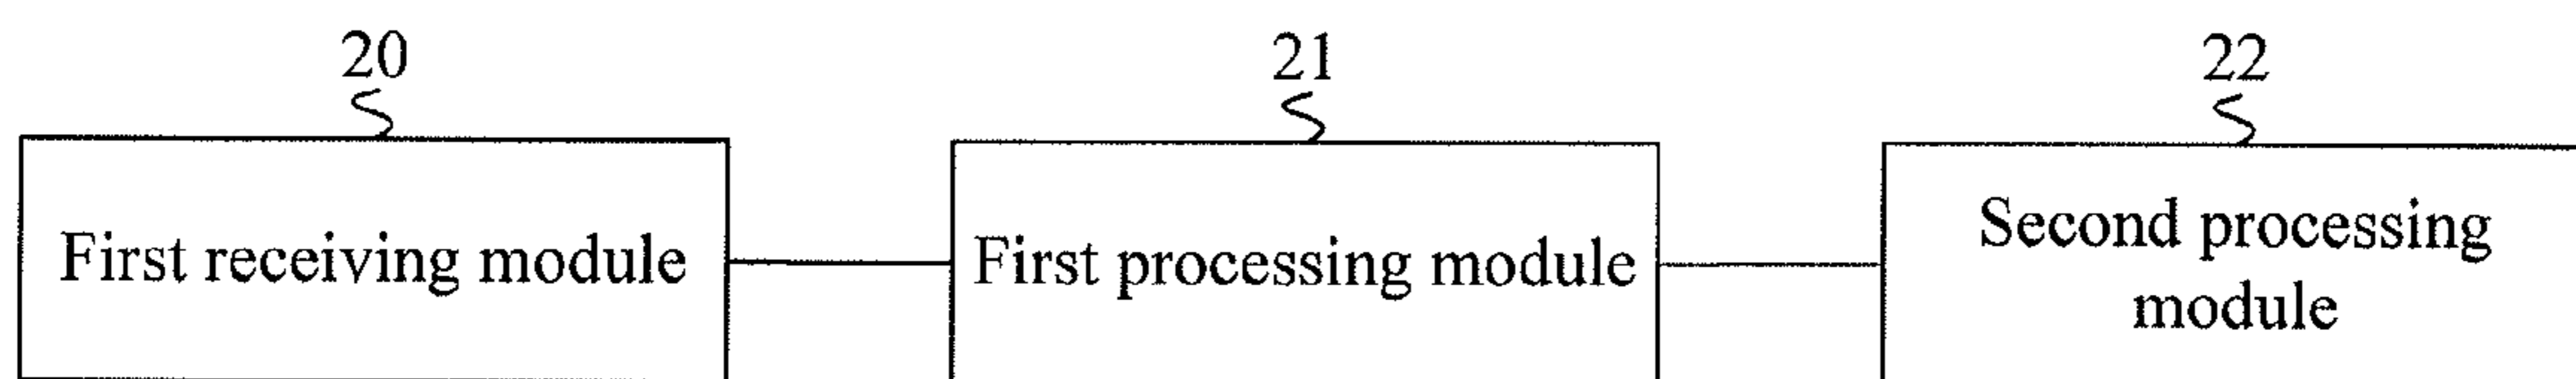 20
21
22
First receiving module
First processing module
Second processing
module